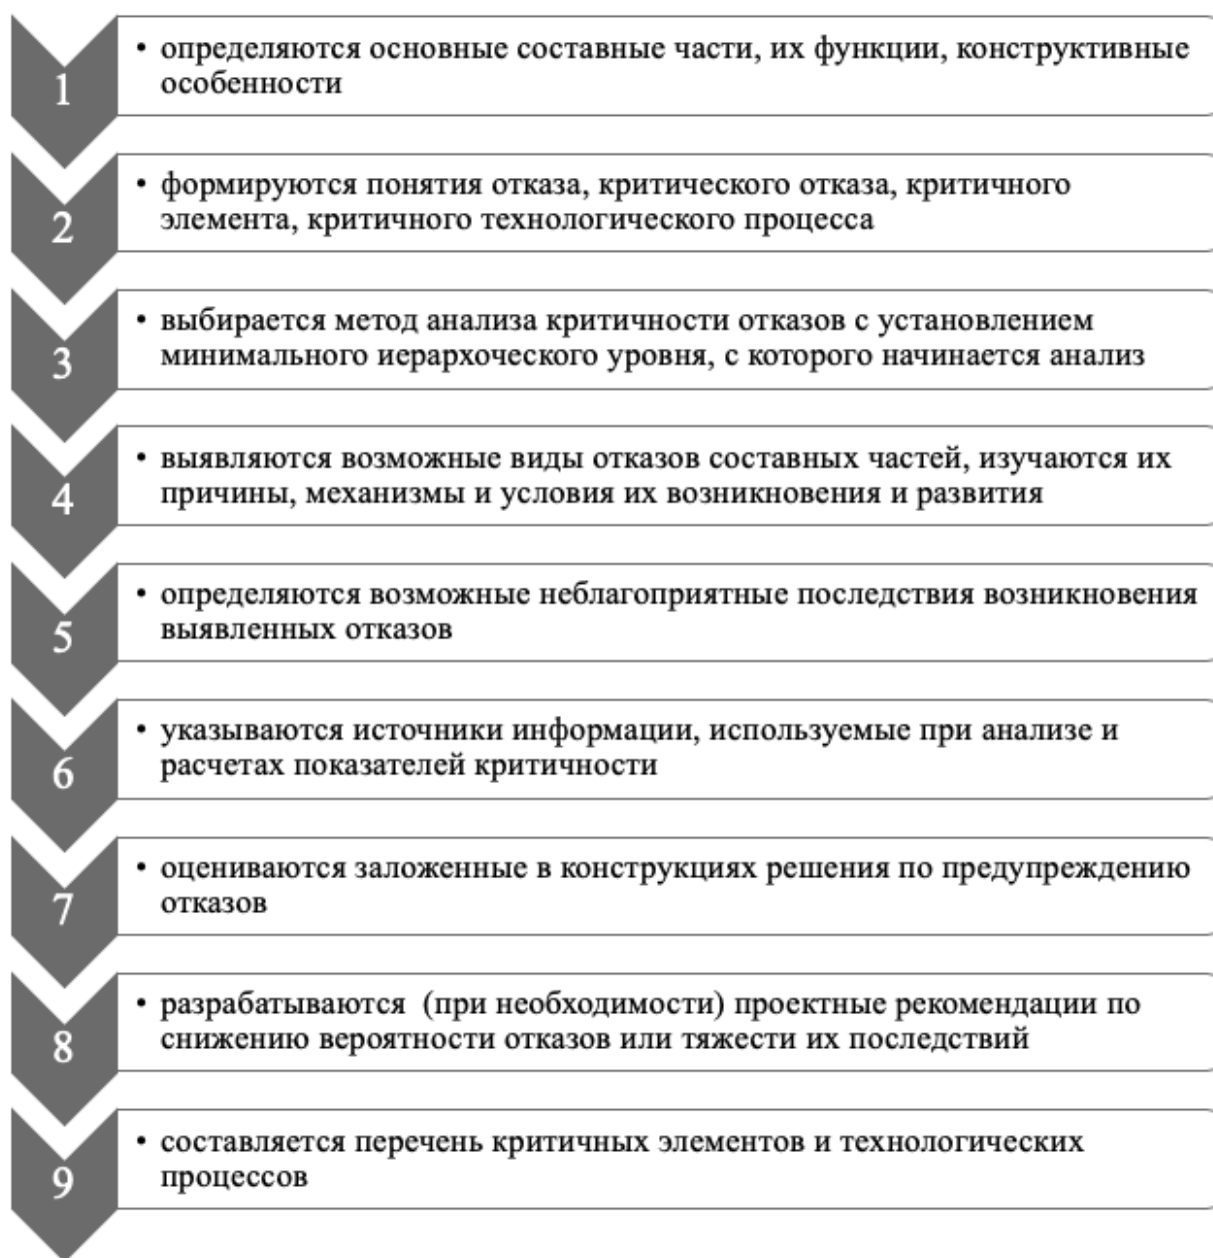 1
• определяются основные составные части, их функции, конструктивные
особенности
2
• формируются понятия отказа, критического отказа, критичного
элемента, критичного технологического процесса
3
• выбирается метод анализа критичности отказов с установлением
минимального иерархоческого уровня, с которого начинается анализ
4
• выявляются возможные виды отказов составных частей, изучаются их
причины, механизмы и условия их возникновения и развития
5
• определяются возможные неблагоприятные последствия возникновения
выявленных отказов
6
• указываются источники информации, используемые при анализе и
расчетах показателей критичности
7
• оцениваются заложенные в конструкциях решения по предупреждению
отказов
8
• разрабатываются  (при необходимости) проектные рекомендации по
снижению вероятности отказов или тяжести их последствий
9
• составляется перечень критичных элементов и технологических
процессов